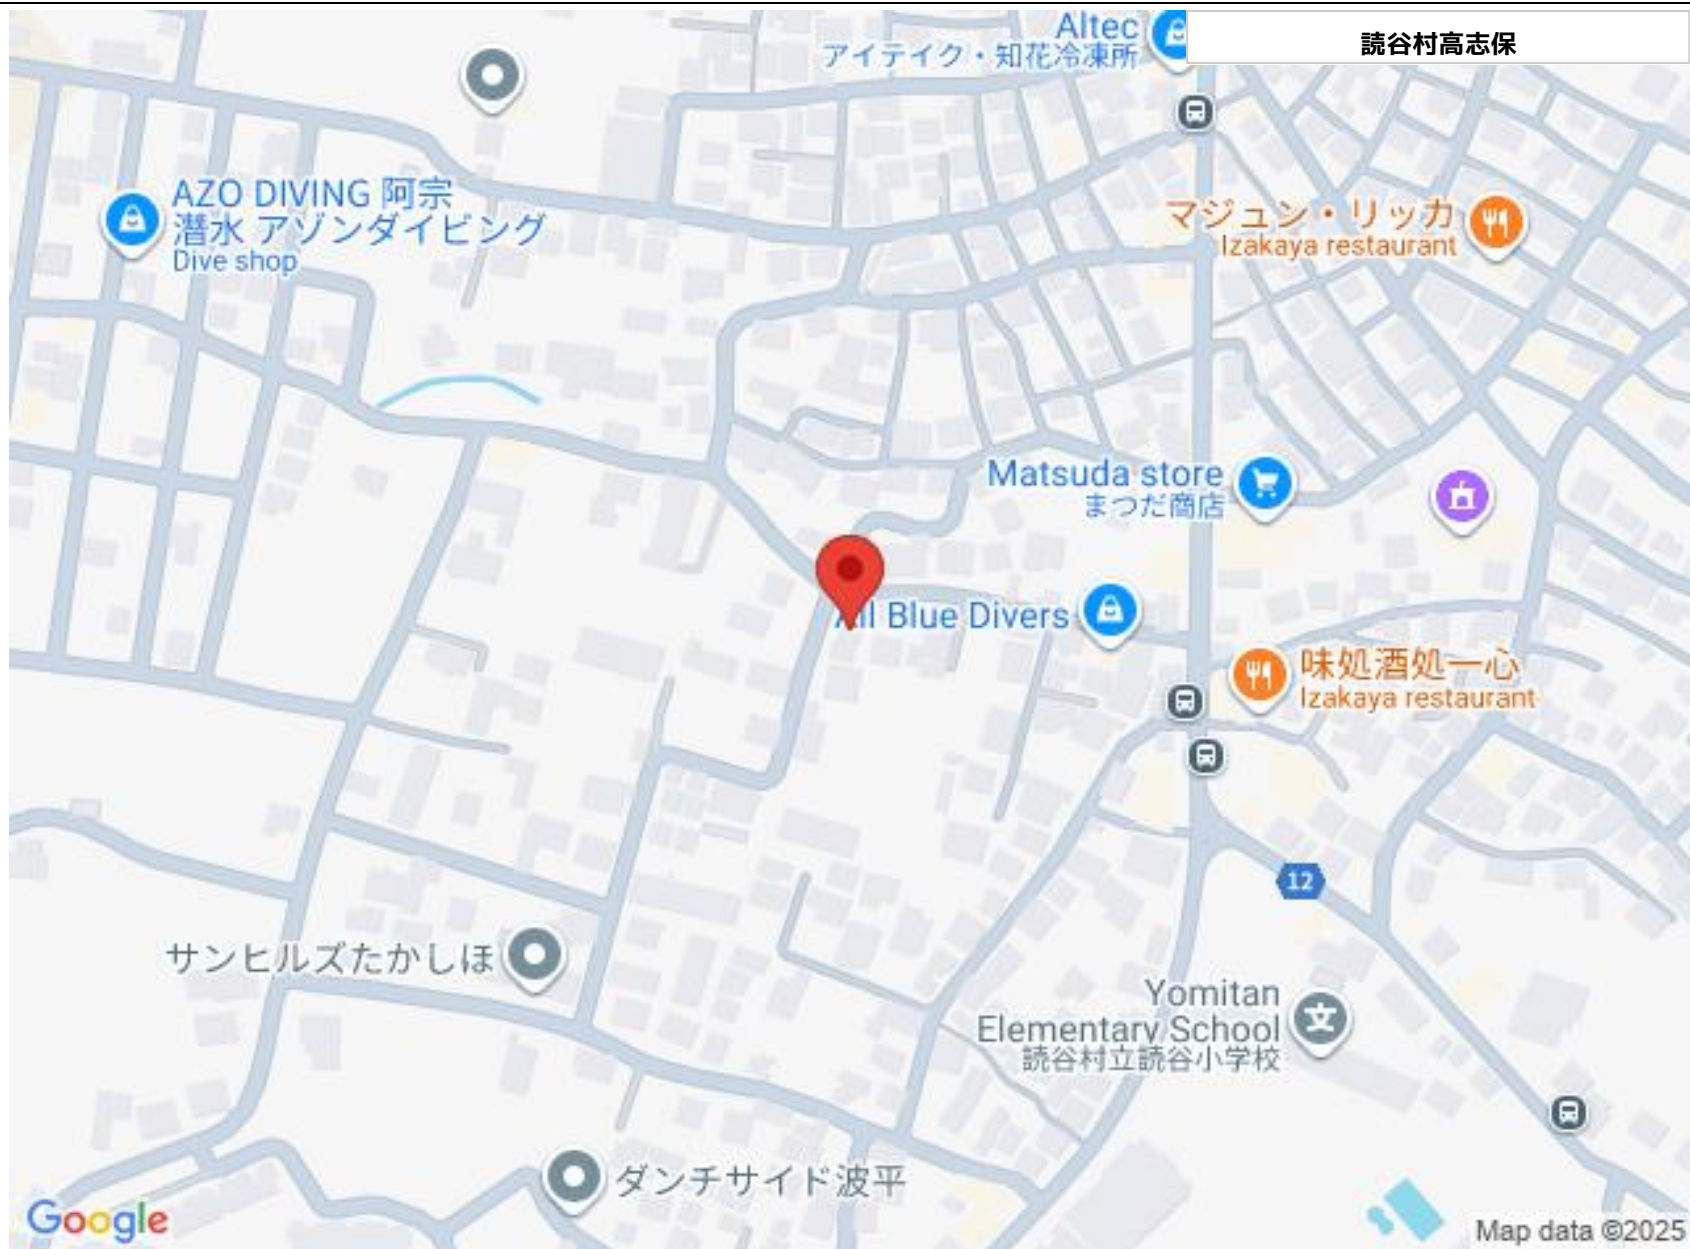 Altec
アイテイク・知花冷凍所
読谷村高志保
AZO DIVING 阿宗
潜水 アゾンダイビング
Dive shop
マジュン・リッカ
Izakaya restaurant
Matsuda store
まつだ商店
All Blue Divers
味処酒処一心
Izakaya restaurant
12
サンヒルズたかしほ
Yomitan
Elementary School
読谷村立読谷小学校
文
ダンチサイド波平
Google
Map data ©2025